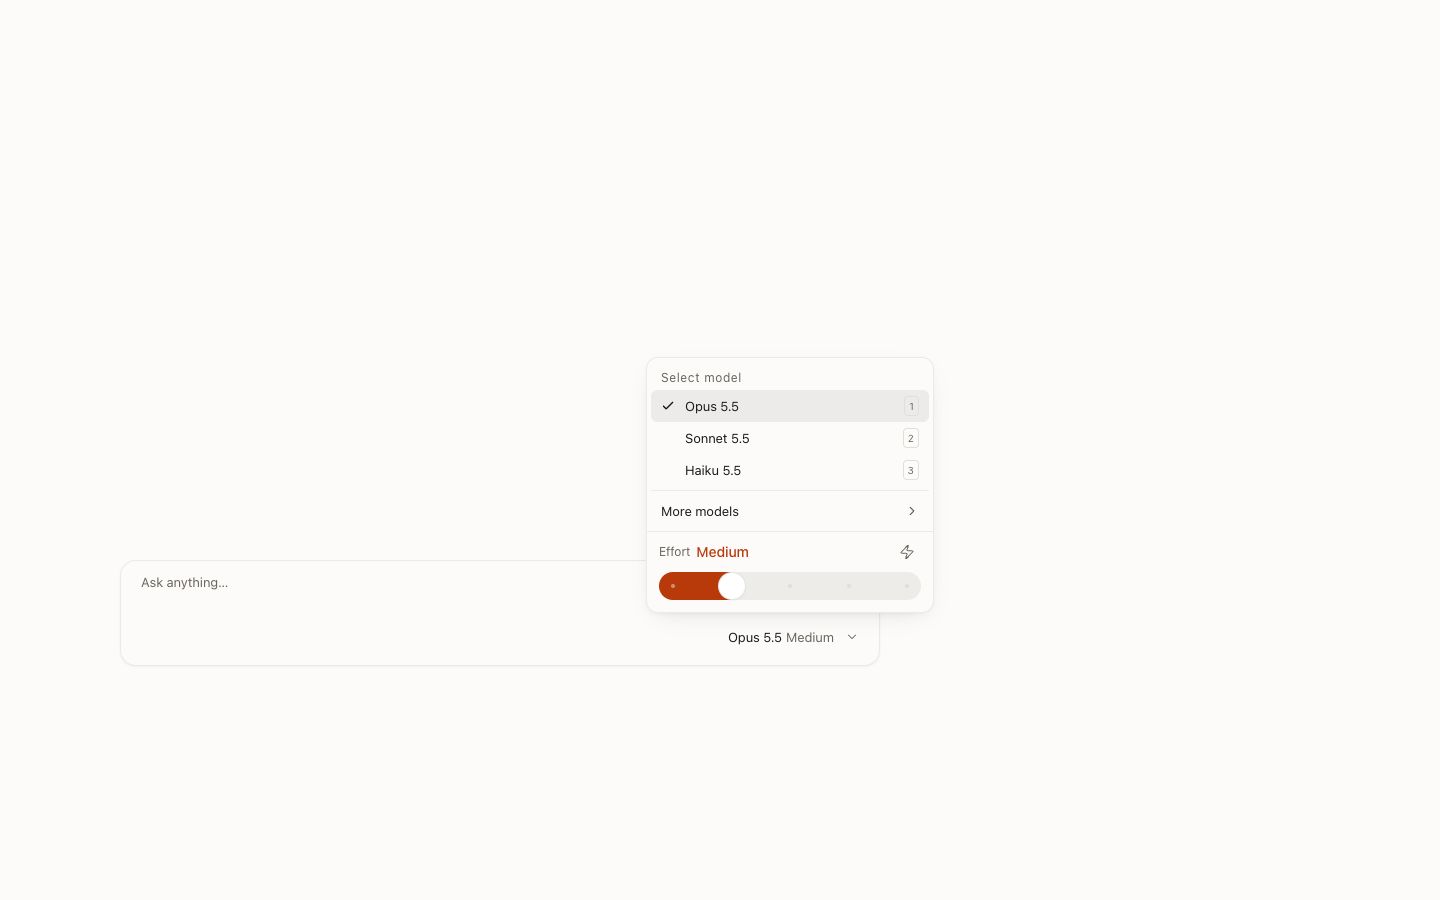 Select model
Opus 5.5 1
Sonnet 5.5 2
Haiku 5.5 3
More models
Effort Medium
Ask anything...
Opus 5.5 Medium